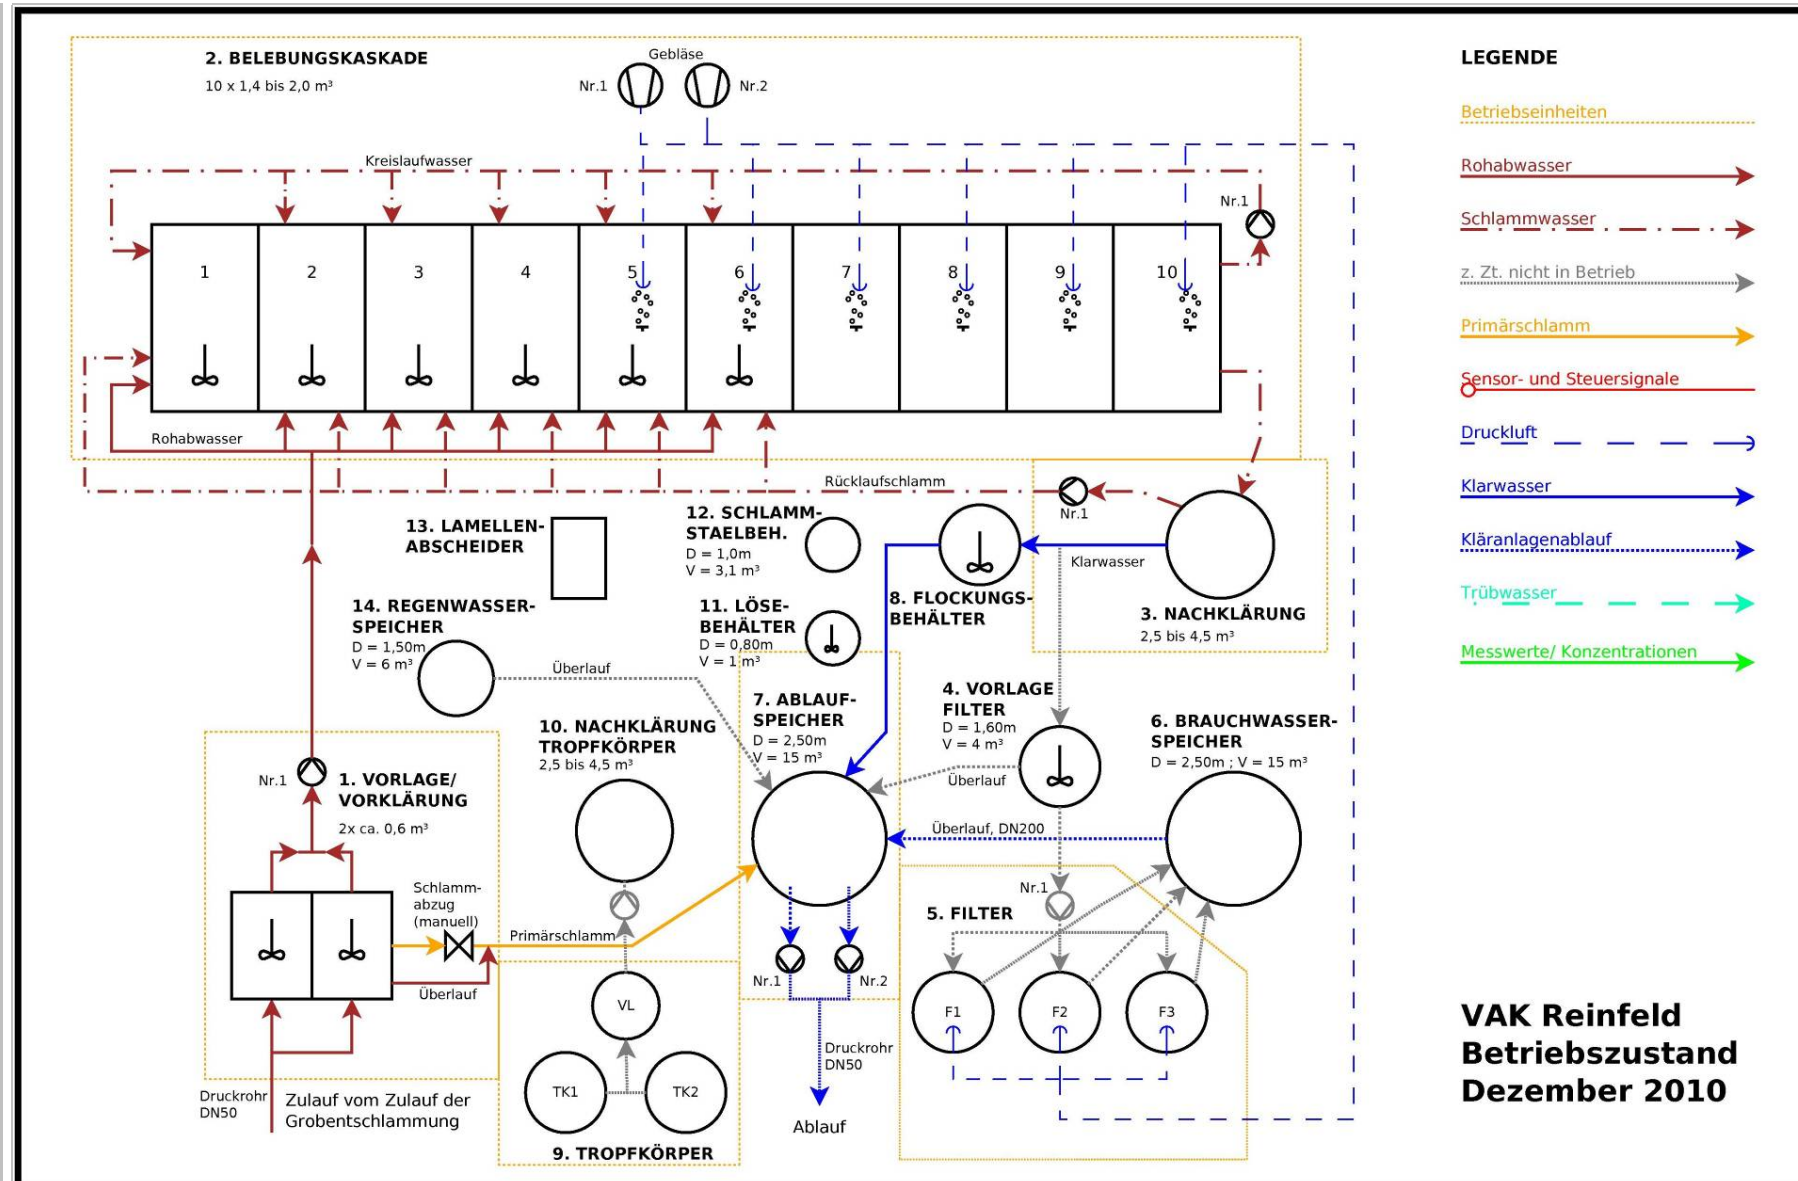 2. BELEBUNGSKASKADE
10 x 1,4 bis 2,0 m³
Gebläse
Nr.1
Nr.2
Kreislaufwasser
Nr.1
1
2
3
4
5
6
7
8
9
10
Rohabwasser
Rücklaufschlamm
Nr.1
13. LAMELLEN-
ABSCHEIDER
12. SCHLAMM-
STAELBEH.
D = 1,0m
V = 3,1 m³
Klarwasser
8. FLOCKUNGS-
BEHÄLTER
3. NACHKLÄRUNG
2,5 bis 4,5 m³
14. REGENWASSER-
SPEICHER
D = 1,50m
V = 6 m³
Überlauf
11. LÖSE-
BEHÄLTER
D = 0,80m
V = 1 m³
7. ABLAUF-
SPEICHER
D = 2,50m
V = 15 m³
4. VORLAGE
FILTER
D = 1,60m
V = 4 m³
Überlauf
6. BRAUCHWASSER-
SPEICHER
D = 2,50m ; V = 15 m³
10. NACHKLÄRUNG
TROPFKÖRPER
2,5 bis 4,5 m³
Nr.1
1. VORLAGE/
VORKLÄRUNG
2x ca. 0,6 m³
Überlauf, DN200
Schlamm-
abzug
(manuell)
Primärschlamm
Überlauf
Nr.1
5. FILTER
Nr.1
Nr.2
VL
F1
F2
F3
TK1
TK2
9. TROPFKÖRPER
Druckrohr
DN50
Zulauf vom Zulauf der
Grobentschlammung
Druckrohr
DN50
Ablauf
LEGENDE
Betriebseinheiten
Rohabwasser
Schlammwasser
z. Zt. nicht in Betrieb
Primärschlamm
Sensor- und Steuersignale
Druckluft
Klarwasser
Kläranlagenablauf
Trübwasser
Messwerte/ Konzentrationen
VAK Reinfeld
Betriebszustand
Dezember 2010